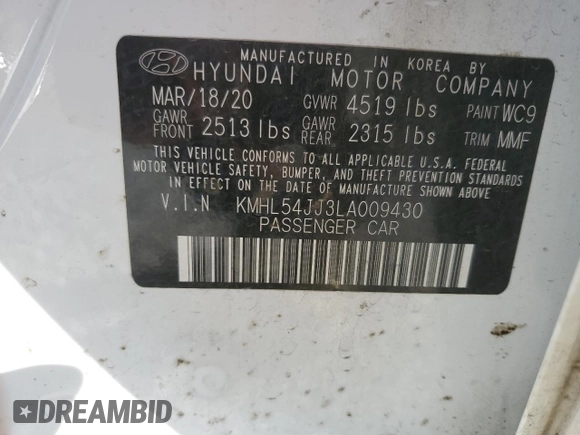 MANUFACTURED IN KOREA BY
HYUNDAI MOTOR COMPANY
MAR/18/20 GVWR 4519 lbs PAINT WC9
GAWR FRONT 2513 lbs GAWR REAR 2315 lbs TRIM MMF
THIS VEHICLE CONFORMS TO ALL APPLICABLE U.S.A. FEDERAL
MOTOR VEHICLE SAFETY, BUMPER, AND THEFT PREVENTION STANDARDS
IN EFFECT ON THE DATE OF MANUFACTURE SHOWN ABOVE
V.I.N KMHL54JJ3LA009430
PASSENGER CAR
DREAMBID